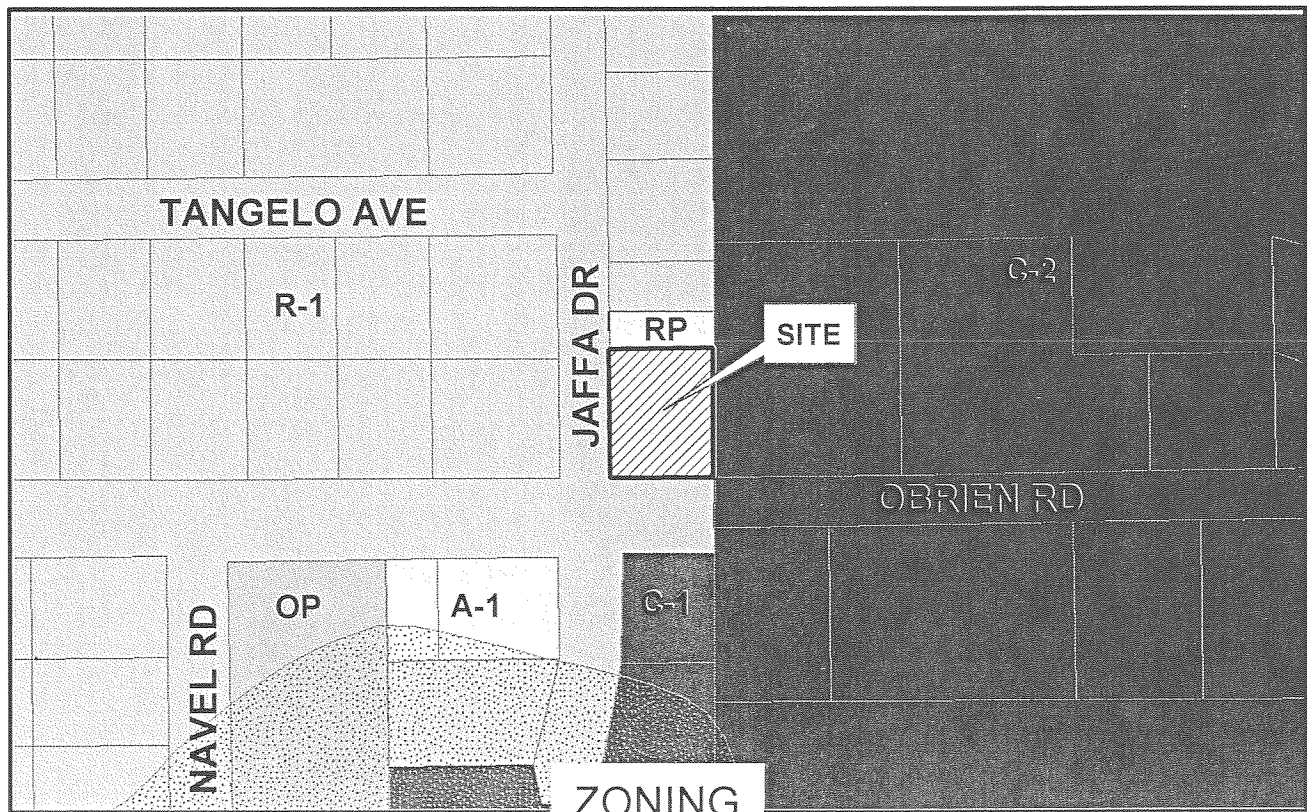 TANGELO AVE
R-1
JAFFA DR
C-2
RP
SITE
OBRIEN RD
OP
A-1
C-1
NAVEL RD
ZONING